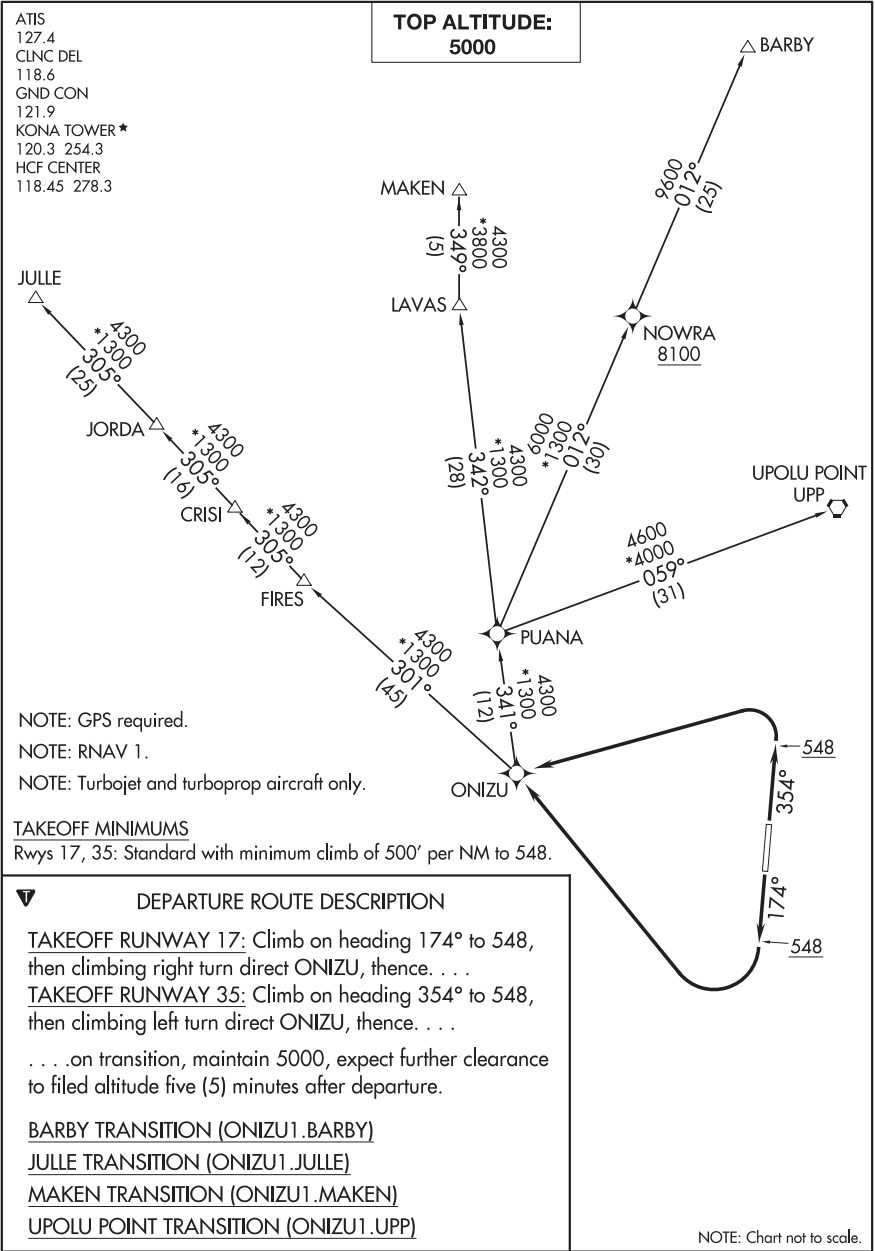 ATIS
127.4
CLNC DEL
118.6
GND CON
121.9
KONA TOWER★
120.3 254.3
HCF CENTER
118.45 278.3
TOP ALTITUDE:
5000
BARBY
9600
012°
(25)
MAKEN
4300
*3800
349°
(5)
LAVAS
JULLE
4300
*1300
305°
(25)
NOWRA
8100
JORDA
4300
*1300
305°
(16)
CRISI
4300
*1300
305°
(12)
FIRES
4300
*1300
342°
(28)
6000
*1300
012°
(30)
UPOLU POINT
UPP
4600
*4000
059°
(31)
PUANA
4300
*1300
301°
(45)
4300
*1300
341°
(12)
ONIZU
548
354°
174°
548
NOTE: GPS required.
NOTE: RNAV 1.
NOTE: Turbojet and turboprop aircraft only.
TAKEOFF MINIMUMS
Rwys 17, 35: Standard with minimum climb of 500' per NM to 548.
T
DEPARTURE ROUTE DESCRIPTION
TAKEOFF RUNWAY 17: Climb on heading 174° to 548,
then climbing right turn direct ONIZU, thence. . . .
TAKEOFF RUNWAY 35: Climb on heading 354° to 548,
then climbing left turn direct ONIZU, thence. . . .
. . . .on transition, maintain 5000, expect further clearance
to filed altitude five (5) minutes after departure.
BARBY TRANSITION (ONIZU1.BARBY)
JULLE TRANSITION (ONIZU1.JULLE)
MAKEN TRANSITION (ONIZU1.MAKEN)
UPOLU POINT TRANSITION (ONIZU1.UPP)
NOTE: Chart not to scale.